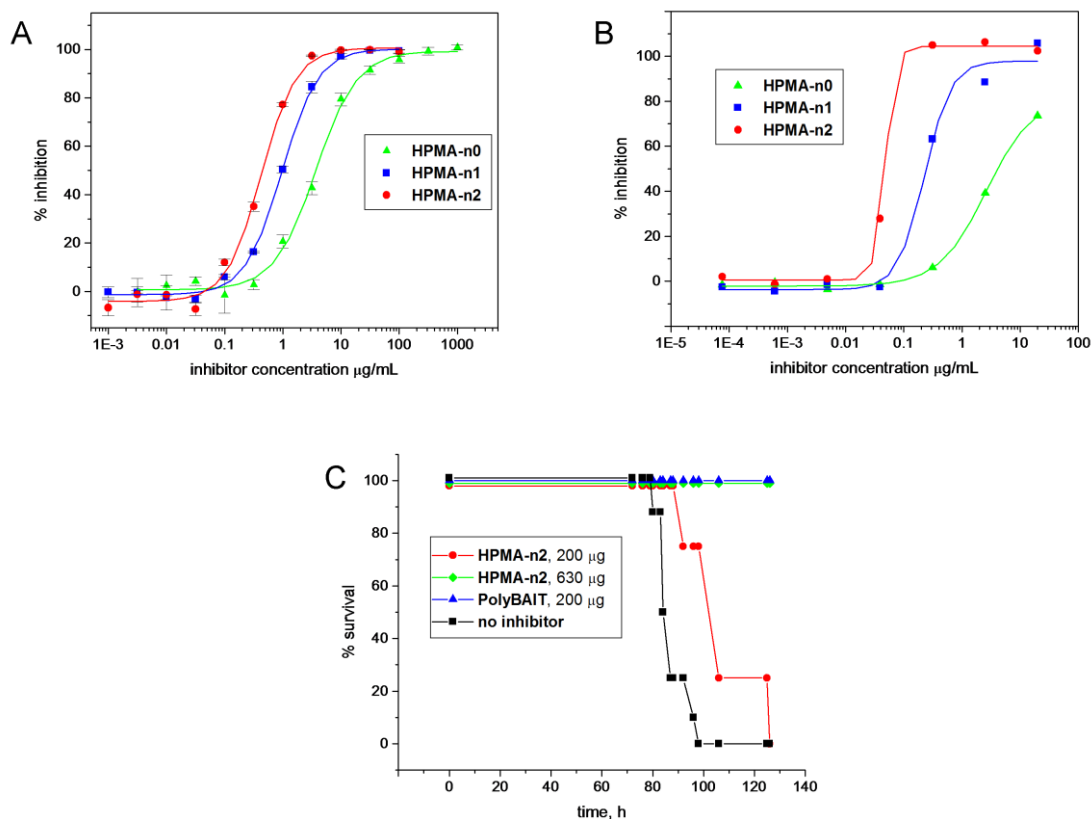 A
% inhibition
100
80
60
40
20
0
HPMA-n0
HPMA-n1
HPMA-n2
1E-3 0.01 0.1 1 10 100 1000
inhibitor concentration μg/mL
B
% inhibition
100
80
60
40
20
0
HPMA-n0
HPMA-n1
HPMA-n2
1E-5 1E-4 1E-3 0.01 0.1 1 10 100
inhibitor concentration μg/mL
C
% survival
100
80
60
40
20
0
HPMA-n2, 200 μg
HPMA-n2, 630 μg
PolyBAIT, 200 μg
no inhibitor
0 20 40 60 80 100 120 140
time, h